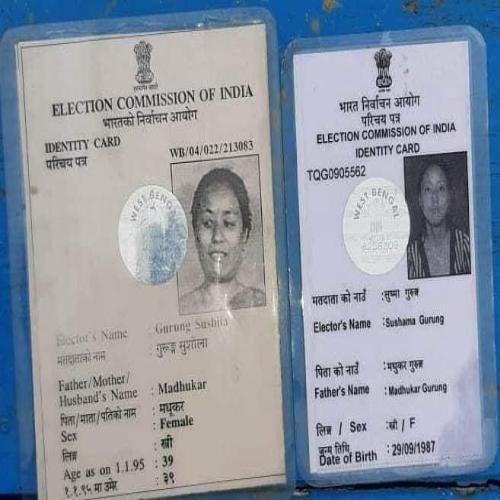 ELECTION COMMISSION OF INDIA
भारतको निर्वाचन आयोग
IDENTITY CARD
परिचय पत्र
WB/04/022/213083
WEST BENGAL
Elector's Name : Gurung Sushila
मतदाताको नाम : गुरुङ्ग सुशीला
Father/Mother/
Husband's Name : Madhukar
पिता/माता/पतिको नाम : मधुकर
Sex : Female
लिङ्ग : स्त्री
Age as on 1.1.95 : 39
१.१.९५ मा उमेर : ३९
भारत निर्वाचन आयोग
परिचय पत्र
ELECTION COMMISSION OF INDIA
IDENTITY CARD
TQG0905562
WEST BENGAL
मतदाता को नाउँ : सुष्मा गुरुङ्ग
Elector's Name : Sushama Gurung
पिता को नाउँ : मधुकर गुरुङ्ग
Father's Name : Madhukar Gurung
लिङ्ग / Sex : स्त्री / F
जन्म तिथि
Date of Birth : 29/09/1987